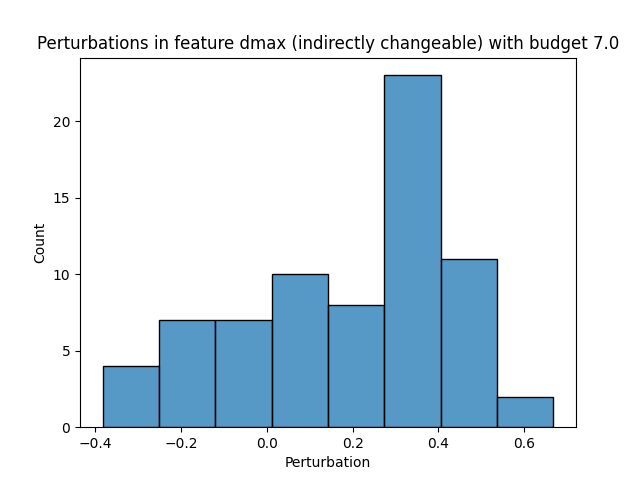 Perturbations in feature dmax (indirectly changeable) with budget 7.0
20
15
10
5
0
Count
−0.4 −0.2 0.0 0.2 0.4 0.6
Perturbation